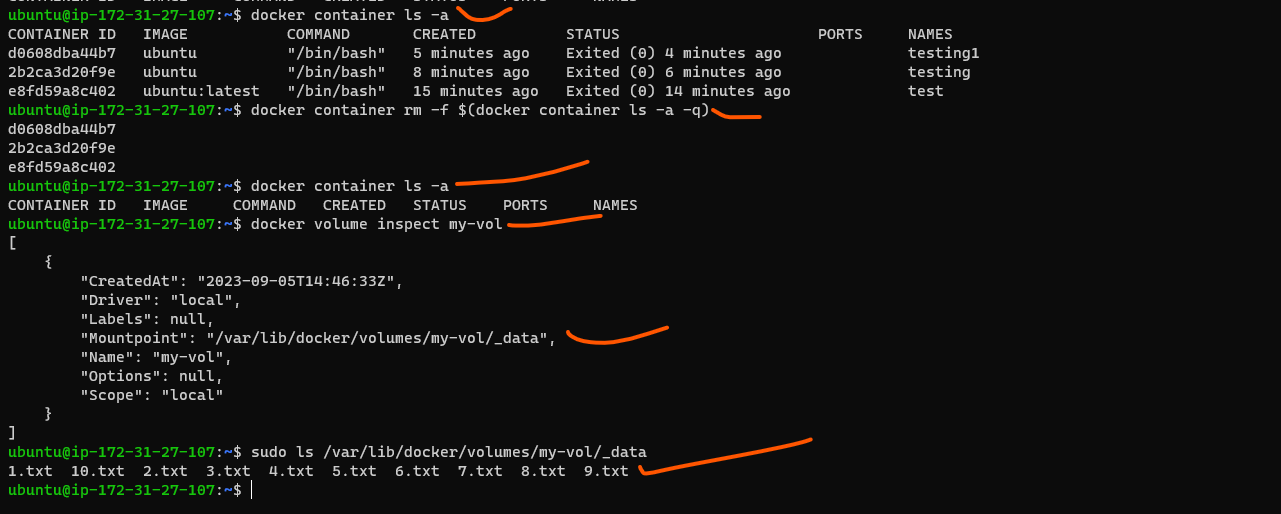 ubuntu@ip-172-31-27-107:~$ docker container ls -a
CONTAINER ID   IMAGE           COMMAND       CREATED          STATUS                      PORTS     NAMES
d0608dba44b7   ubuntu          "/bin/bash"   5 minutes ago    Exited (0) 4 minutes ago              testing1
2b2ca3d20f9e   ubuntu          "/bin/bash"   8 minutes ago    Exited (0) 6 minutes ago              testing
e8fd59a8c402   ubuntu:latest   "/bin/bash"   15 minutes ago   Exited (0) 14 minutes ago             test
ubuntu@ip-172-31-27-107:~$ docker container rm -f $(docker container ls -a -q)
d0608dba44b7
2b2ca3d20f9e
e8fd59a8c402
ubuntu@ip-172-31-27-107:~$ docker container ls -a
CONTAINER ID   IMAGE     COMMAND   CREATED   STATUS    PORTS     NAMES
ubuntu@ip-172-31-27-107:~$ docker volume inspect my-vol
[
    {
        "CreatedAt": "2023-09-05T14:46:33Z",
        "Driver": "local",
        "Labels": null,
        "Mountpoint": "/var/lib/docker/volumes/my-vol/_data",
        "Name": "my-vol",
        "Options": null,
        "Scope": "local"
    }
]
ubuntu@ip-172-31-27-107:~$ sudo ls /var/lib/docker/volumes/my-vol/_data
1.txt  10.txt  2.txt  3.txt  4.txt  5.txt  6.txt  7.txt  8.txt  9.txt
ubuntu@ip-172-31-27-107:~$